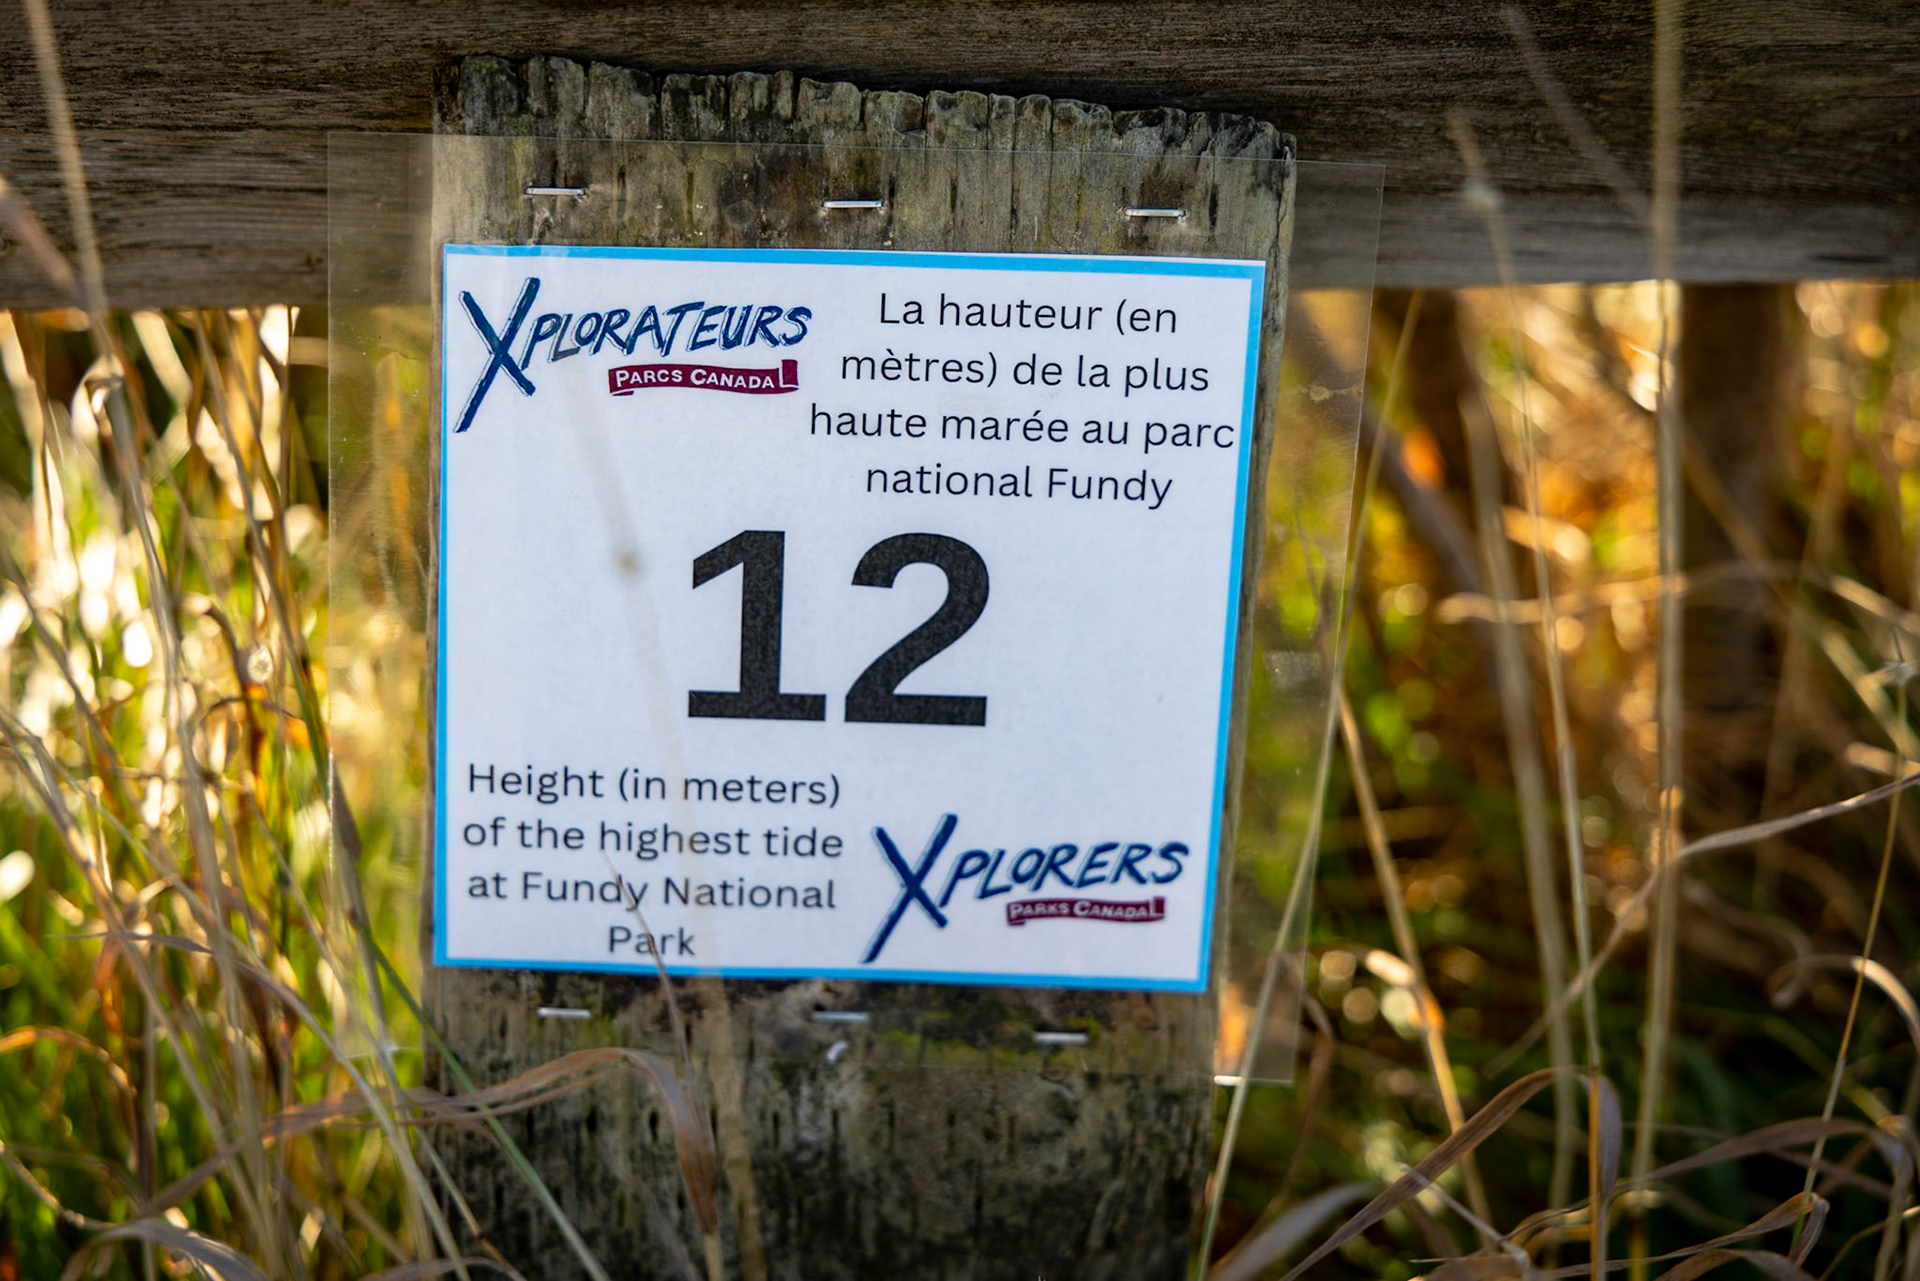 XPLORATEURS
PARCS CANADA
La hauteur (en
mètres) de la plus
haute marée au parc
national Fundy
12
Height (in meters)
of the highest tide
at Fundy National
Park
XPLORERS
PARKS CANADA